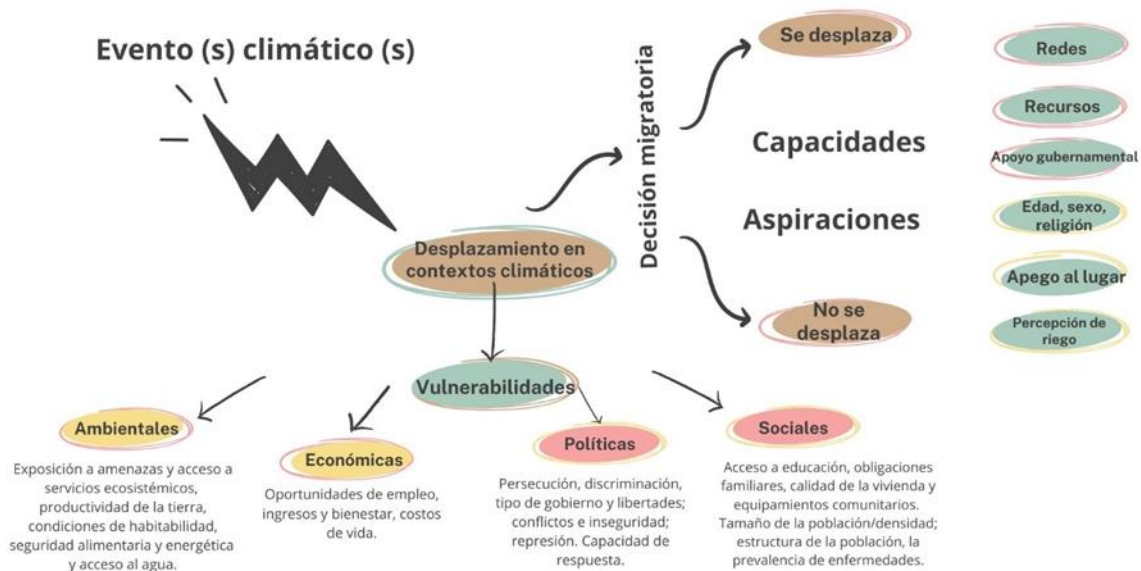 Evento (s) climático (s)
Desplazamiento en
contextos climáticos
Decisión migratoria
Se desplaza
Capacidades
Aspiraciones
No se
desplaza
Redes
Recursos
Apoyo gubernamental
Edad, sexo,
religión
Apego al lugar
Percepción de
riego
Vulnerabilidades
Ambientales
Exposición a amenazas y acceso a
servicios ecosistémicos,
productividad de la tierra,
condiciones de habitabilidad,
seguridad alimentaria y energética
y acceso al agua.
Económicas
Oportunidades de empleo,
ingresos y bienestar, costos
de vida.
Políticas
Persecución, discriminación,
tipo de gobierno y libertades;
conflictos e inseguridad;
represión. Capacidad de
respuesta.
Sociales
Acceso a educación, obligaciones
familiares, calidad de la vivienda y
equipamientos comunitarios.
Tamaño de la población/densidad;
estructura de la población, la
prevalencia de enfermedades.